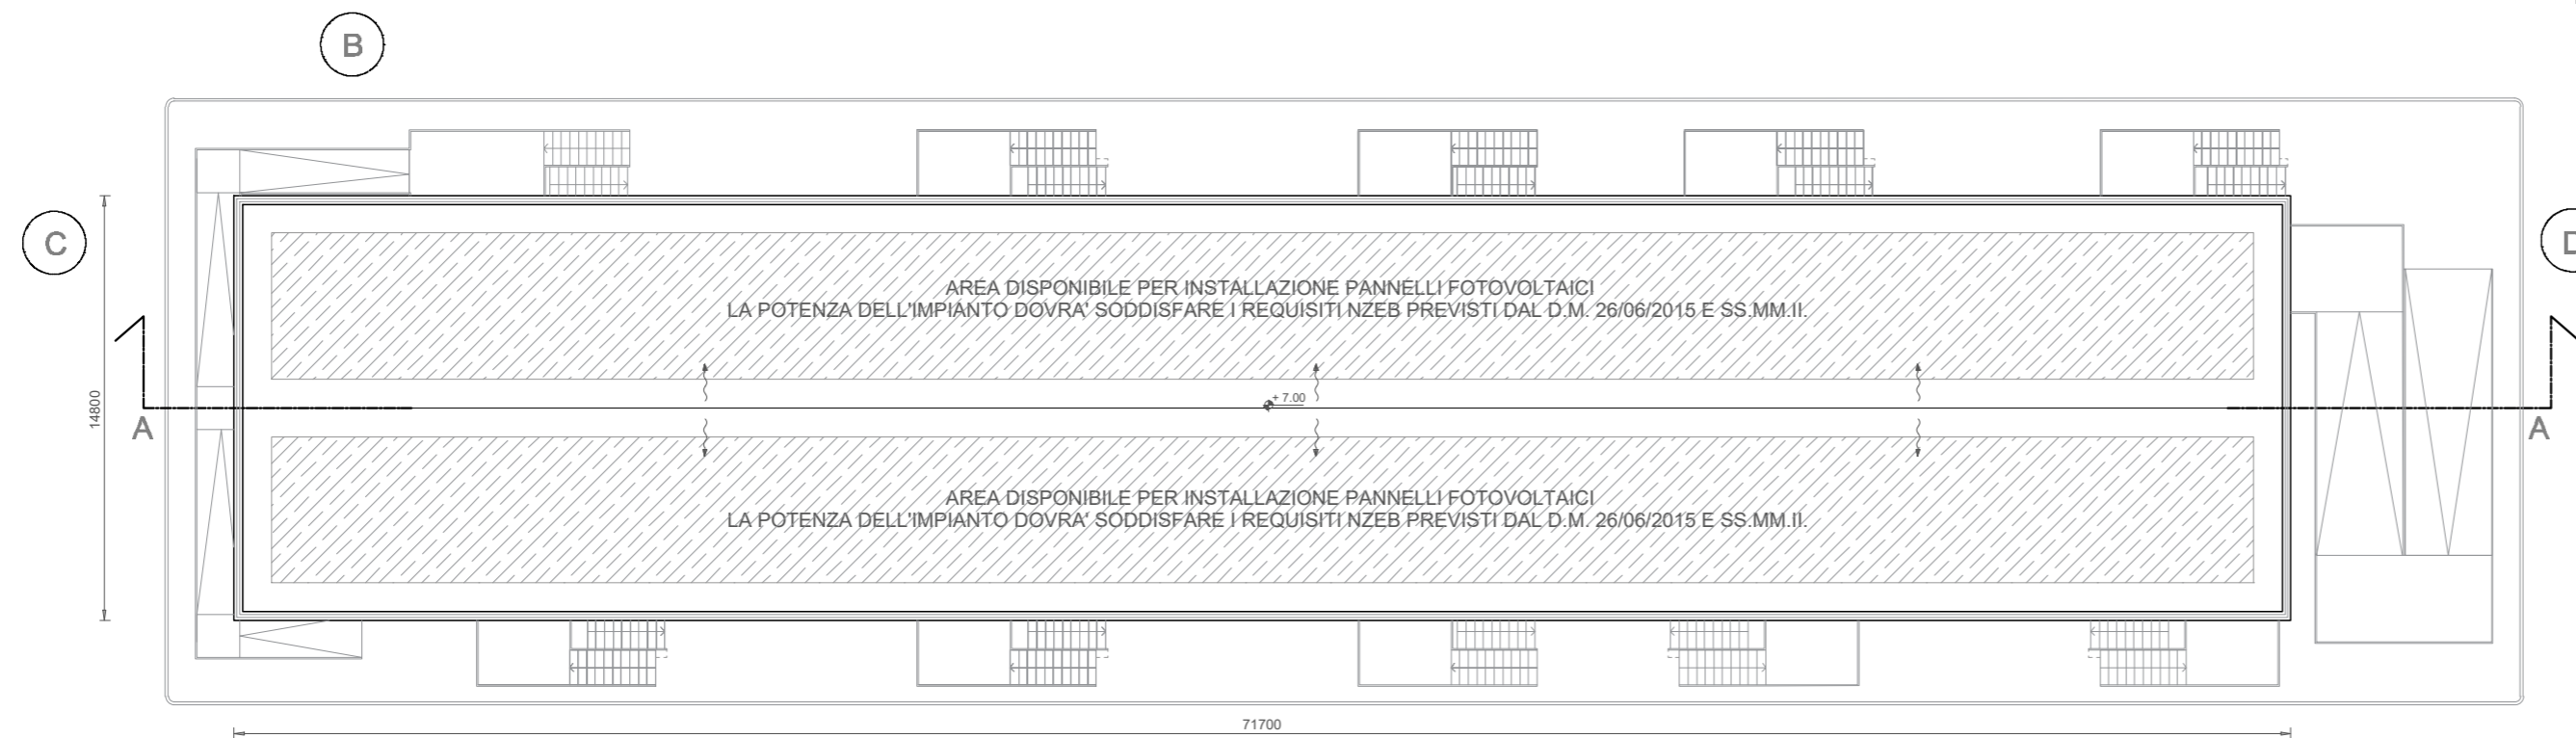 B
C
D
AREA DISPONIBILE PER INSTALLAZIONE PANNELLI FOTOVOLTAICI
LA POTENZA DELL'IMPIANTO DOVRA' SODDISFARE I REQUISITI NZEB PREVISTI DAL D.M. 26/06/2015 E SS.MM.II.
+ 7.00
14800
A
A
AREA DISPONIBILE PER INSTALLAZIONE PANNELLI FOTOVOLTAICI
LA POTENZA DELL'IMPIANTO DOVRA' SODDISFARE I REQUISITI NZEB PREVISTI DAL D.M. 26/06/2015 E SS.MM.II.
71700